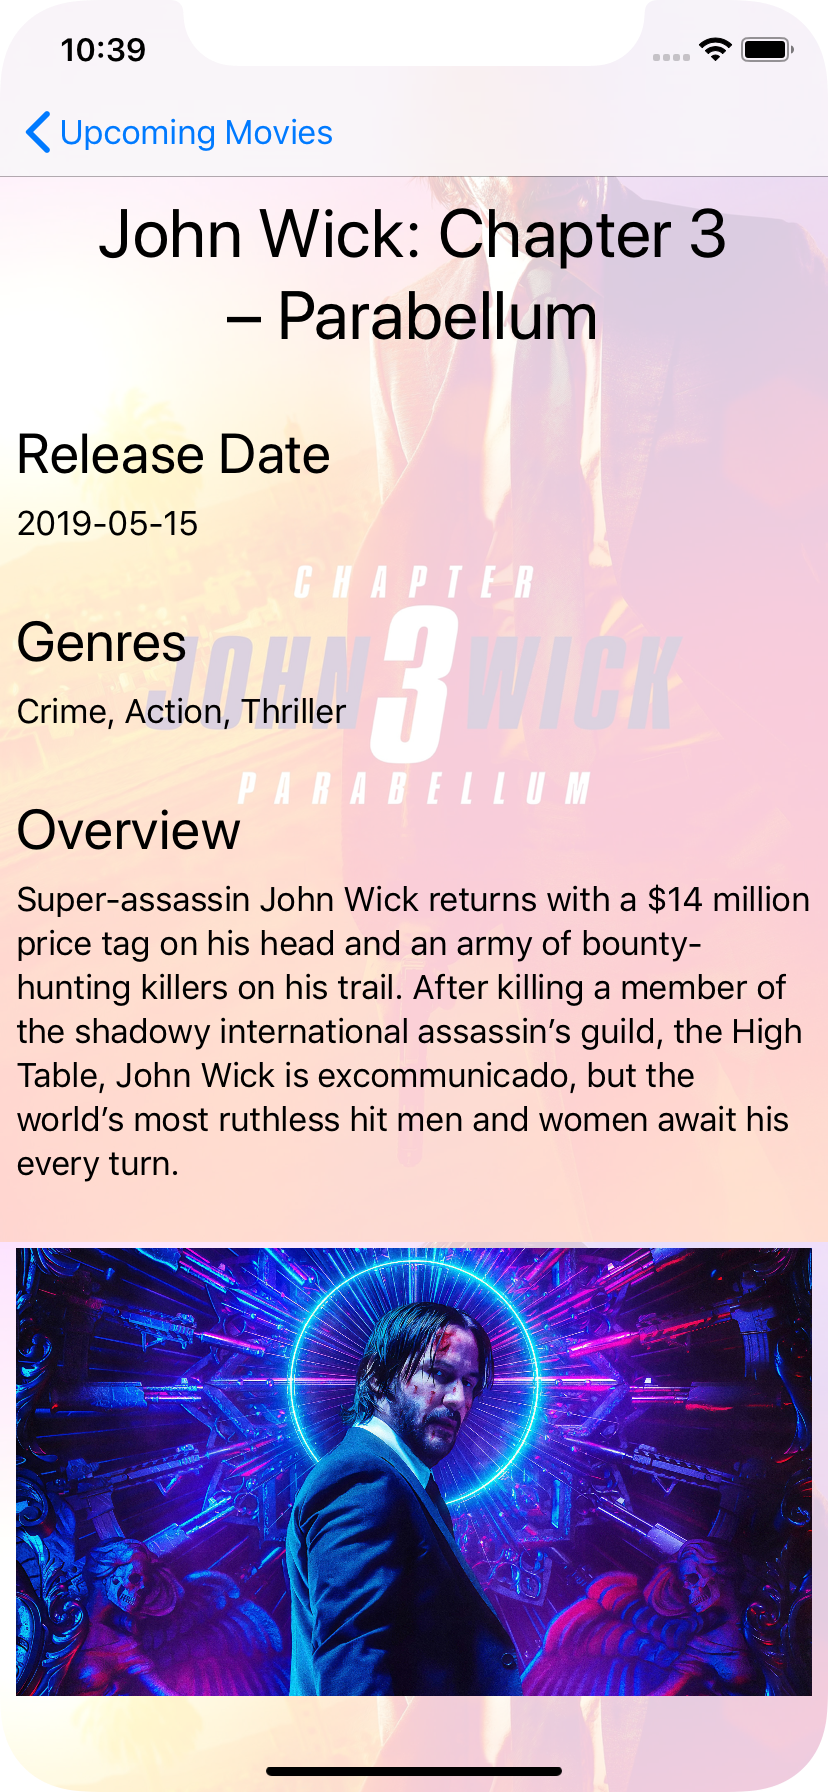 10:39
Upcoming Movies
John Wick: Chapter 3
– Parabellum
Release Date
2019-05-15
CHAPTER
Genres
JOHN 3 WICK
Crime, Action, Thriller
PARABELLUM
Overview
Super-assassin John Wick returns with a $14 million
price tag on his head and an army of bounty-
hunting killers on his trail. After killing a member of
the shadowy international assassin’s guild, the High
Table, John Wick is excommunicado, but the
world’s most ruthless hit men and women await his
every turn.